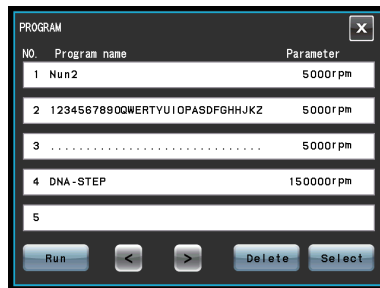 PROGRAM X
NO. Program name Parameter
1 Nun2 5000rpm
2 1234567890QWERTYUIOPASDFGHHJKZ 5000rpm
3 .............................. 5000rpm
4 DNA-STEP 150000rpm
5
Run < > Delete Select